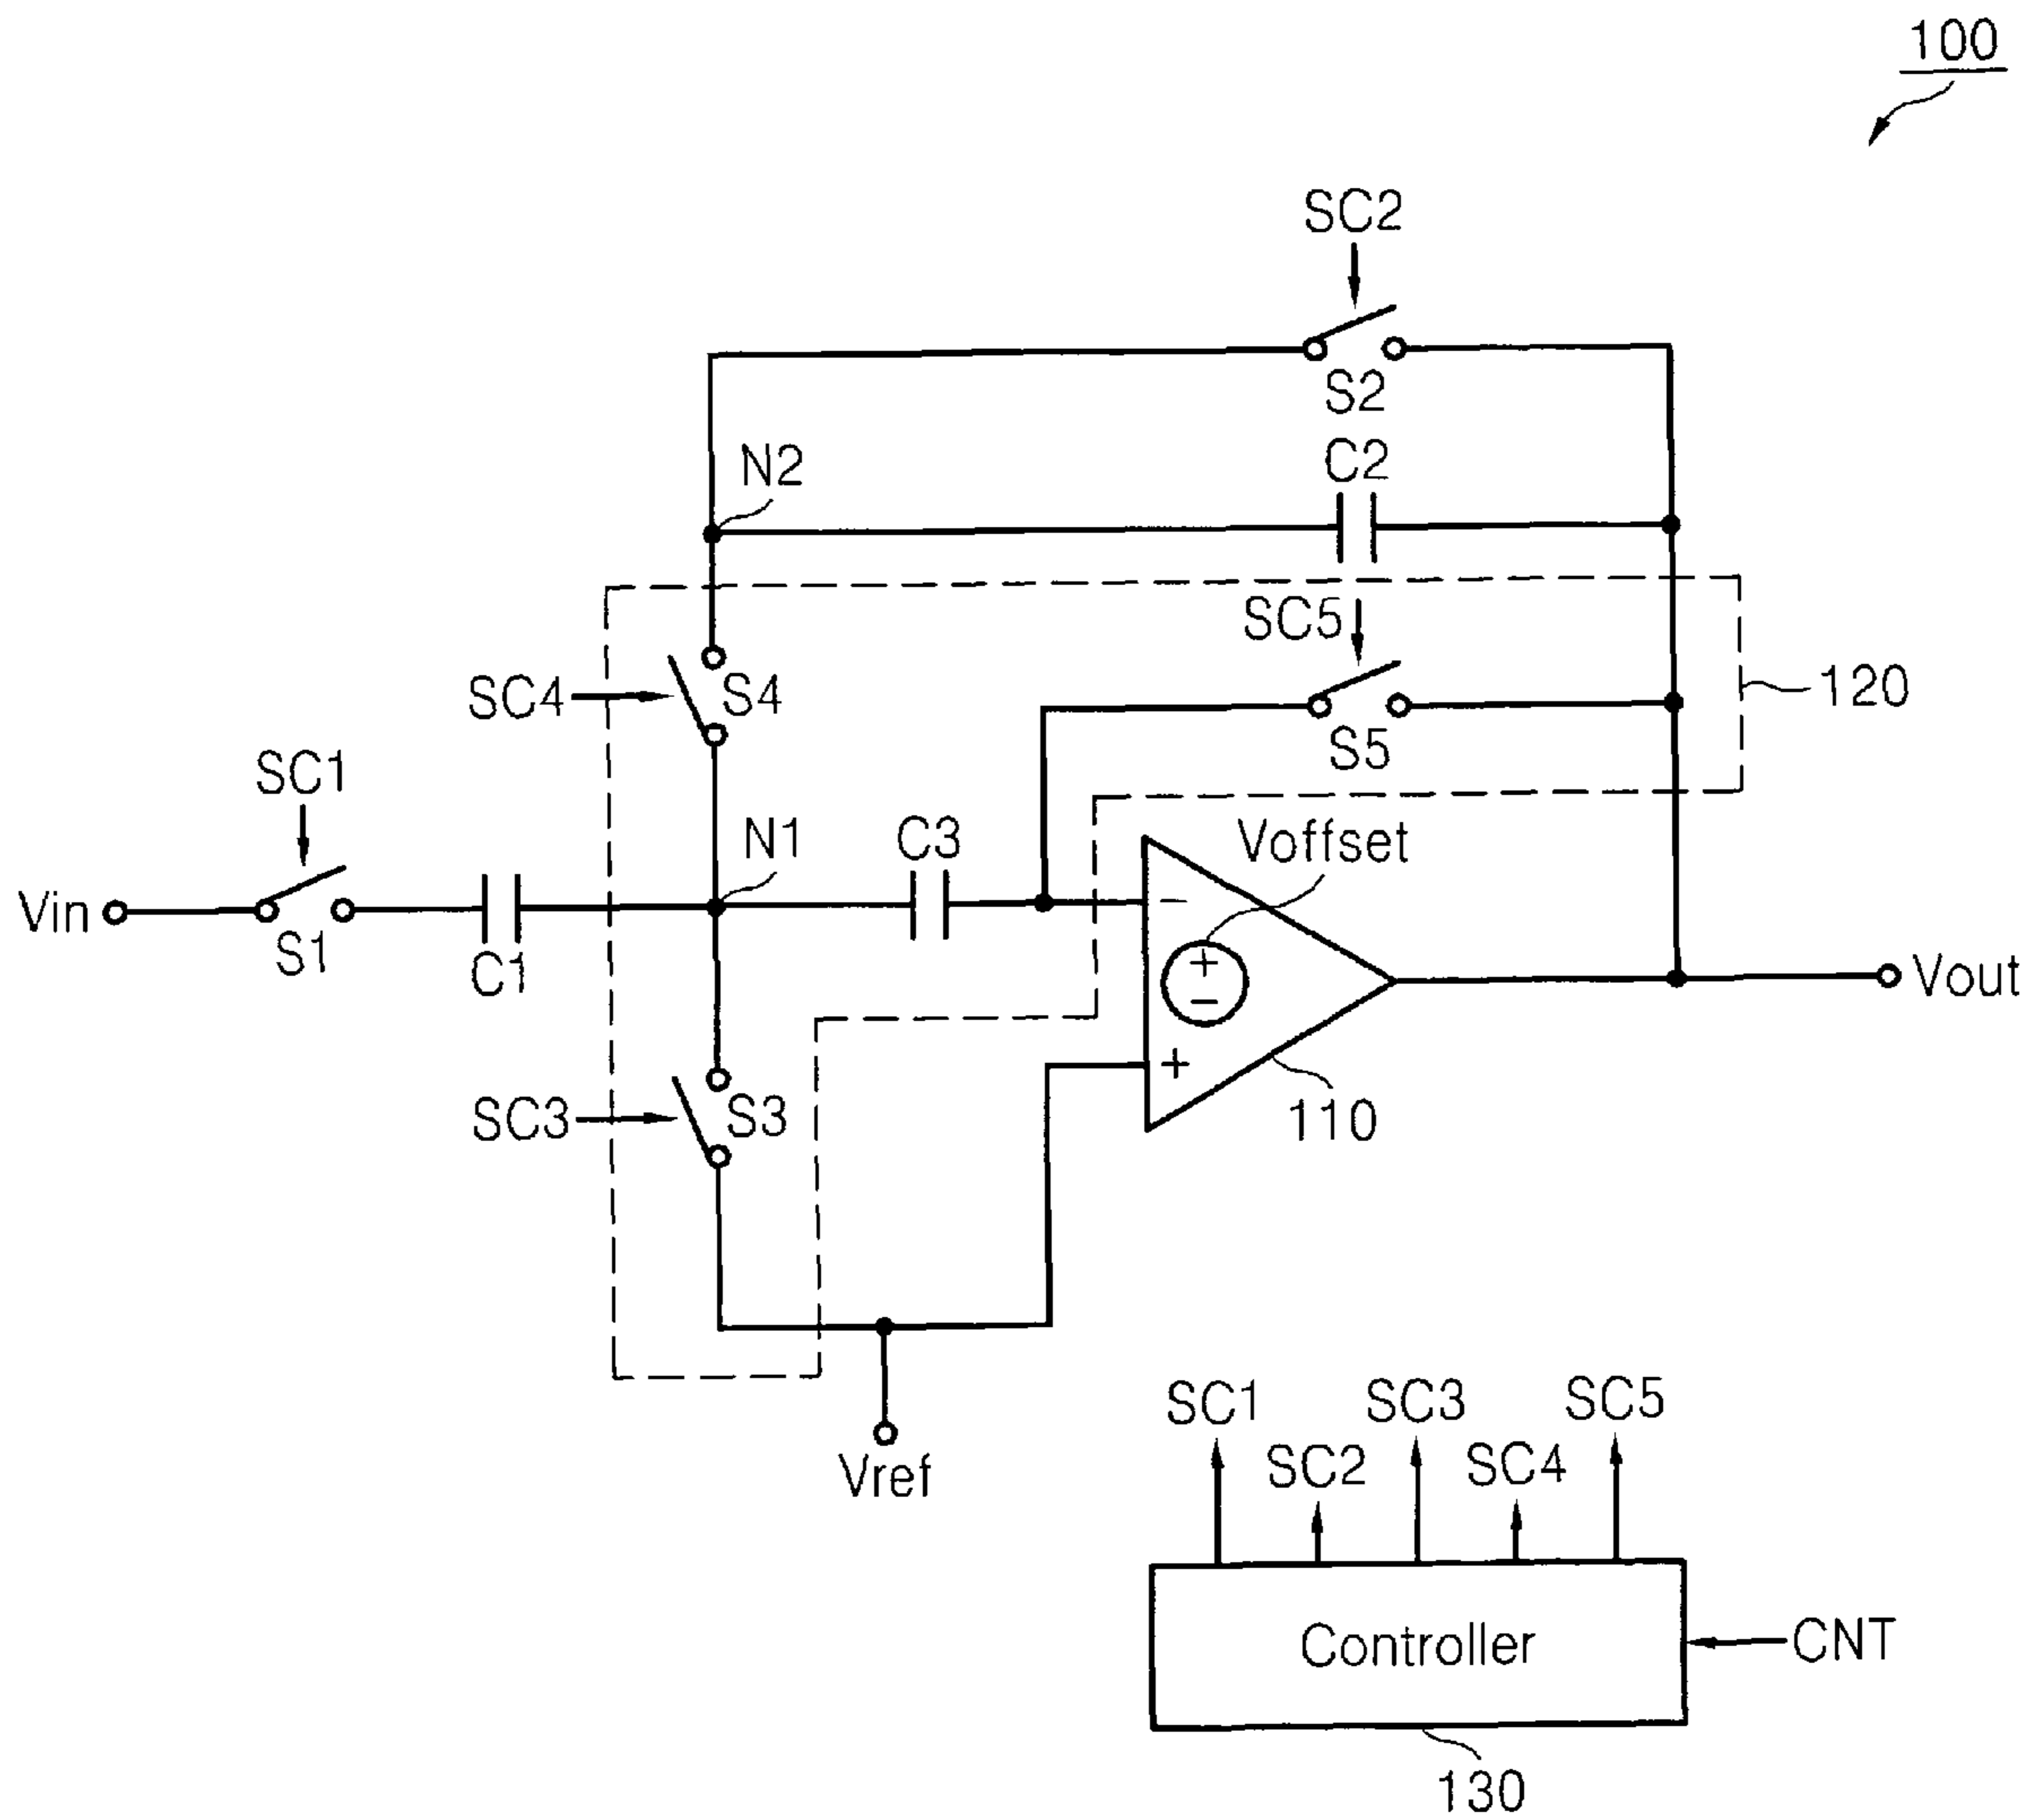 100
SC2
S2
N2
C2
SC5
SC4
S4
120
S5
SC1
N1
C3
Voffset
Vin
S1
C1
−
+
−
Vout
+
SC3
S3
110
Vref
SC1
SC2
SC3
SC4
SC5
Controller
CNT
130